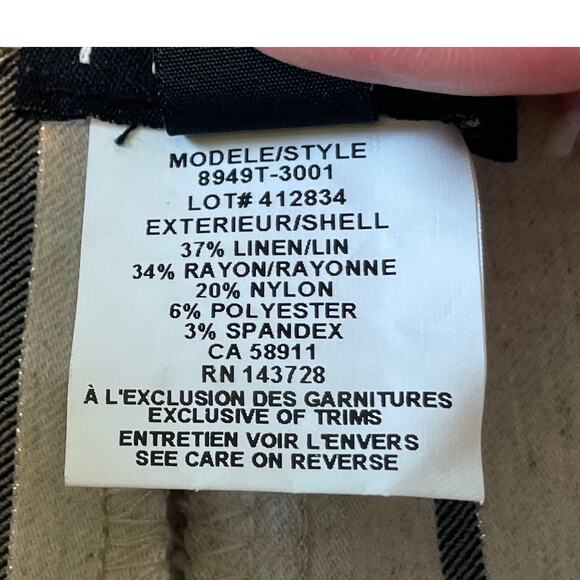 MODELE/STYLE
8949T-3001
LOT# 412834
EXTERIEUR/SHELL
37% LINEN/LIN
34% RAYON/RAYONNE
20% NYLON
6% POLYESTER
3% SPANDEX
CA 58911
RN 143728
À L'EXCLUSION DES GARNITURES
EXCLUSIVE OF TRIMS
ENTRETIEN VOIR L'ENVERS
SEE CARE ON REVERSE